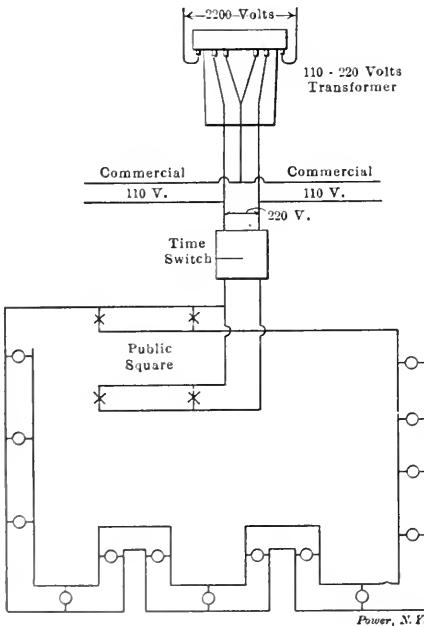 2200 Volts
110 - 220 Volts
Transformer
Commercial
Commercial
110 V.
110 V.
220 V.
Time
Switch
Public
Square
Power, N.Y.